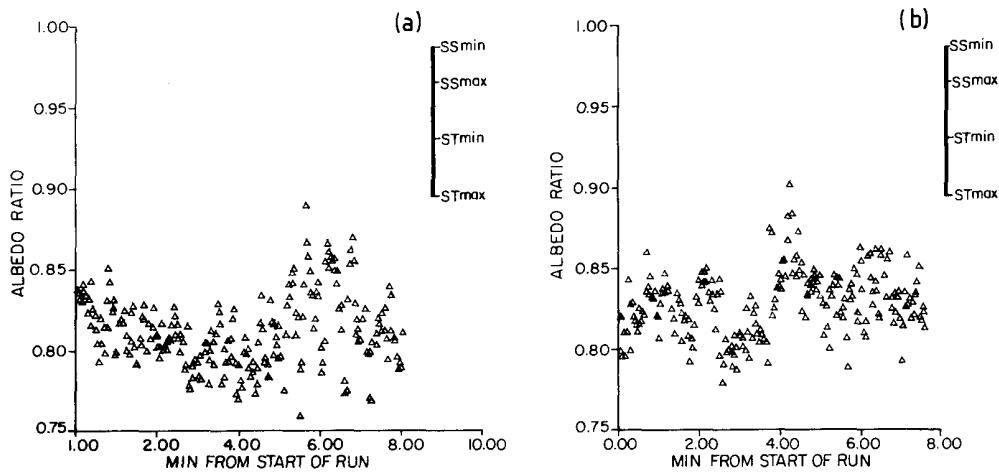 (a)
1.00
0.95
0.90
0.85
0.80
0.75
ALBEDO RATIO
SSmin
SSmax
STmin
STmax
1.00
2.00
4.00
6.00
8.00
10.00
MIN FROM START OF RUN
(b)
1.00
0.95
0.90
0.85
0.80
0.75
ALBEDO RATIO
SSmin
SSmax
STmin
STmax
0.00
2.00
4.00
6.00
8.00
MIN FROM START OF RUN